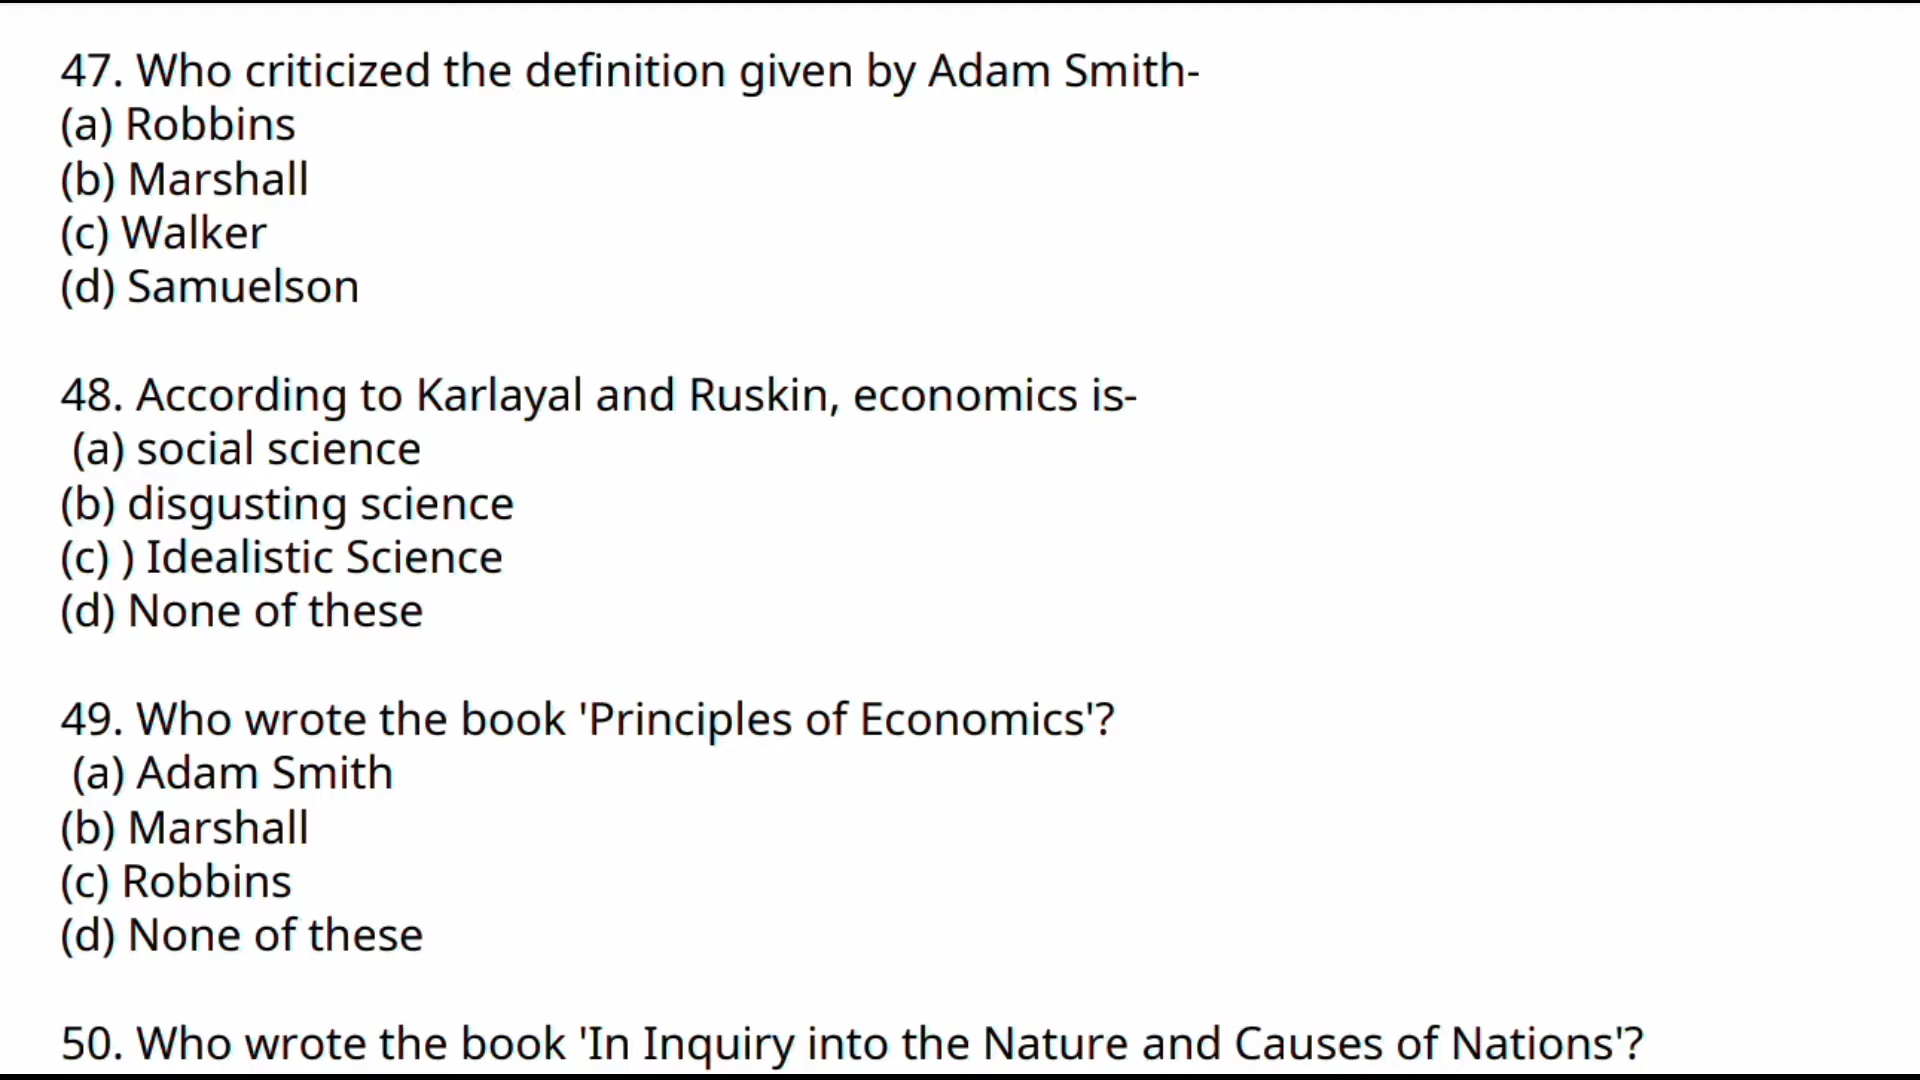 47. Who criticized the definition given by Adam Smith-
(a) Robbins
(b) Marshall
(c) Walker
(d) Samuelson
48. According to Karlayal and Ruskin, economics is-
(a) social science
(b) disgusting science
(c) ) Idealistic Science
(d) None of these
49. Who wrote the book 'Principles of Economics'?
(a) Adam Smith
(b) Marshall
(c) Robbins
(d) None of these
50. Who wrote the book 'In Inquiry into the Nature and Causes of Nations'?